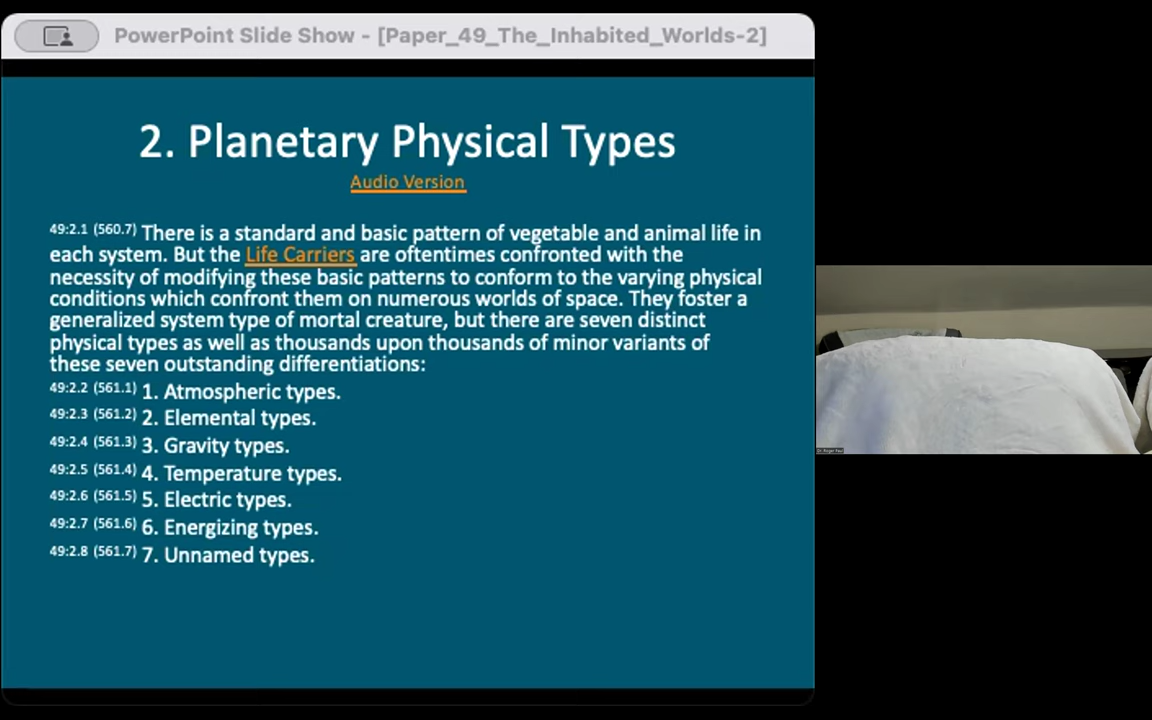 PowerPoint Slide Show - [Paper_49_The_Inhabited_Worlds-2]
2. Planetary Physical Types
Audio Version
49:2.1 (560.7) There is a standard and basic pattern of vegetable and animal life in
each system. But the Life Carriers are oftentimes confronted with the
necessity of modifying these basic patterns to conform to the varying physical
conditions which confront them on numerous worlds of space. They foster a
generalized system type of mortal creature, but there are seven distinct
physical types as well as thousands upon thousands of minor variants of
these seven outstanding differentiations:
49:2.2 (561.1) 1. Atmospheric types.
49:2.3 (561.2) 2. Elemental types.
49:2.4 (561.3) 3. Gravity types.
49:2.5 (561.4) 4. Temperature types.
49:2.6 (561.5) 5. Electric types.
49:2.7 (561.6) 6. Energizing types.
49:2.8 (561.7) 7. Unnamed types.